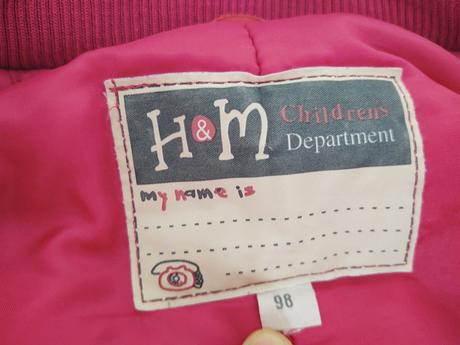 H&M Childrens
Department
my name is
98